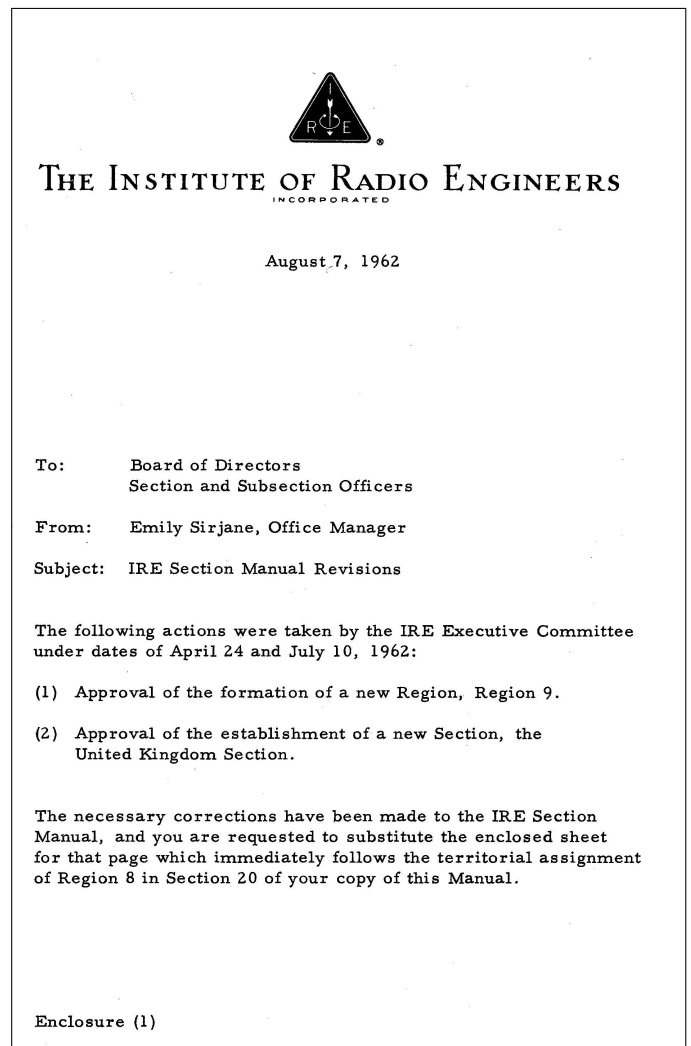 I
R E
®
THE INSTITUTE OF RADIO ENGINEERS
INCORPORATED
August 7, 1962
To: Board of Directors
Section and Subsection Officers
From: Emily Sirjane, Office Manager
Subject: IRE Section Manual Revisions
The following actions were taken by the IRE Executive Committee
under dates of April 24 and July 10, 1962:
(1) Approval of the formation of a new Region, Region 9.
(2) Approval of the establishment of a new Section, the
United Kingdom Section.
The necessary corrections have been made to the IRE Section
Manual, and you are requested to substitute the enclosed sheet
for that page which immediately follows the territorial assignment
of Region 8 in Section 20 of your copy of this Manual.
Enclosure (1)